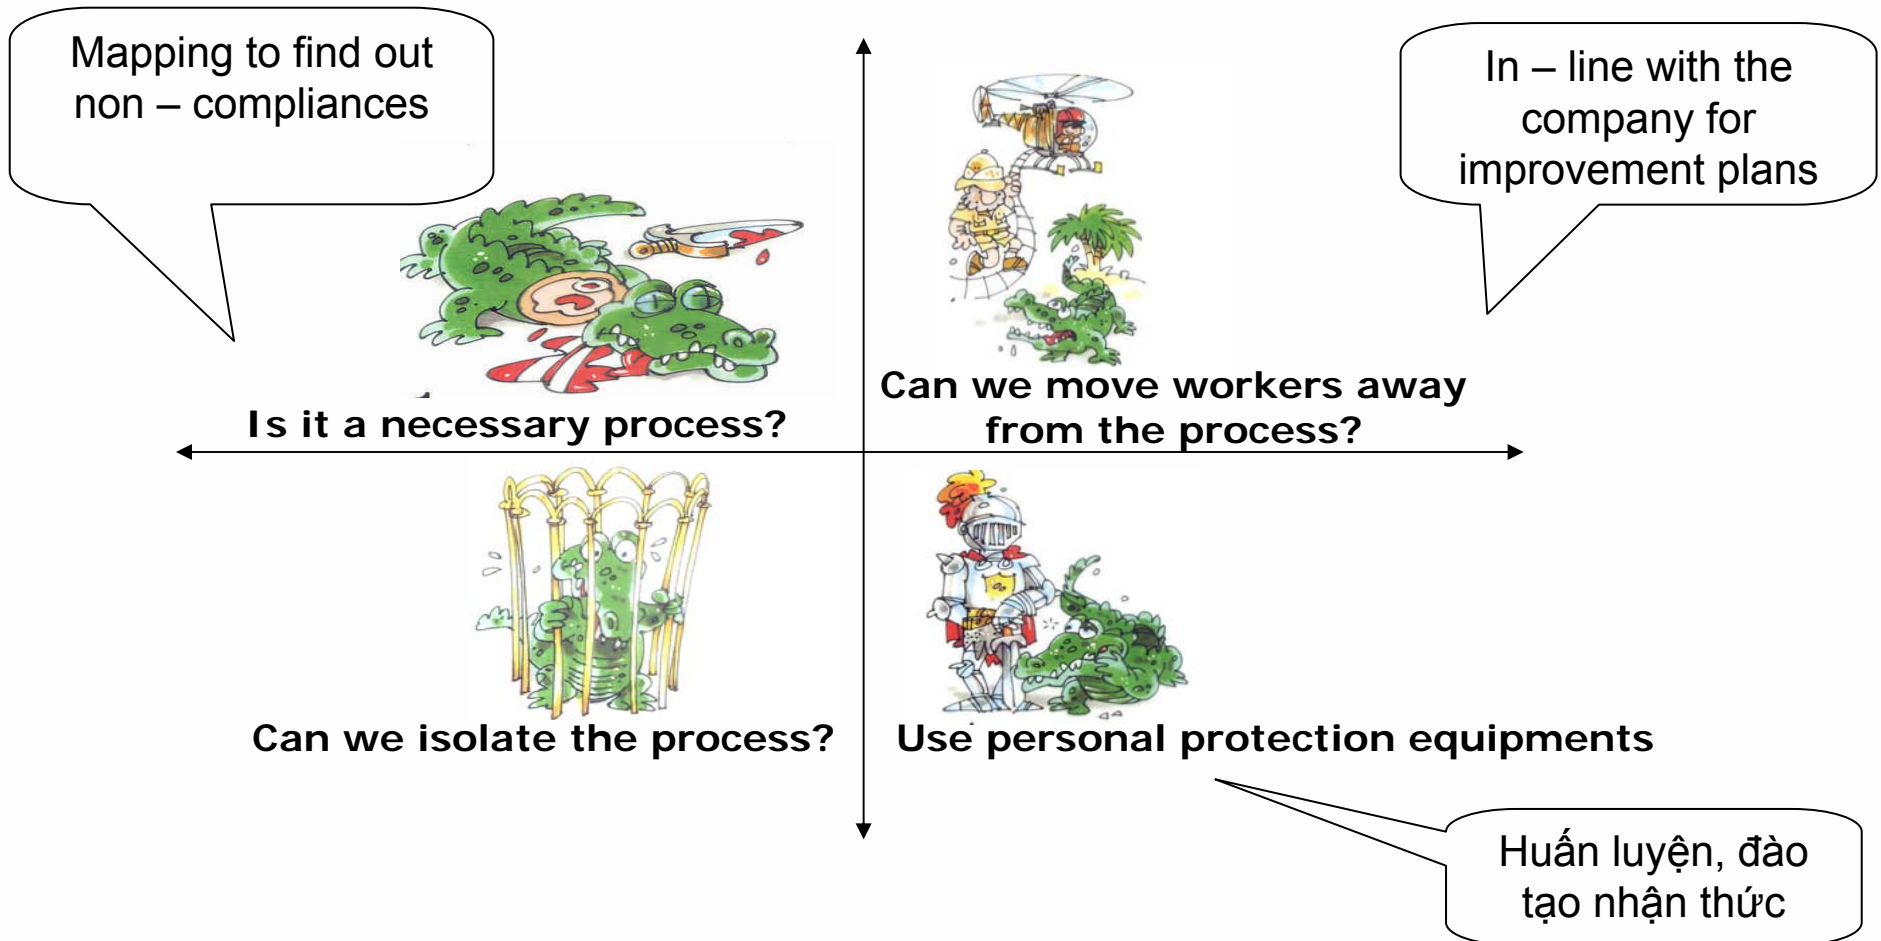 Mapping to find out
non – compliances
In – line with the
company for
improvement plans
Is it a necessary process?
Can we move workers away
from the process?
Can we isolate the process?
Use personal protection equipments
Huấn luyện, đào
tạo nhận thức